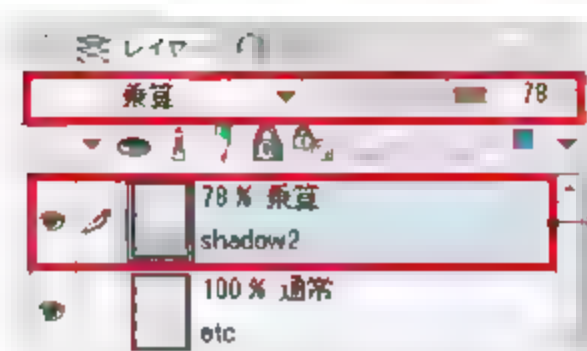 レイヤー
乗算 78
78 % 乗算
shadow2
100 % 通常
etc